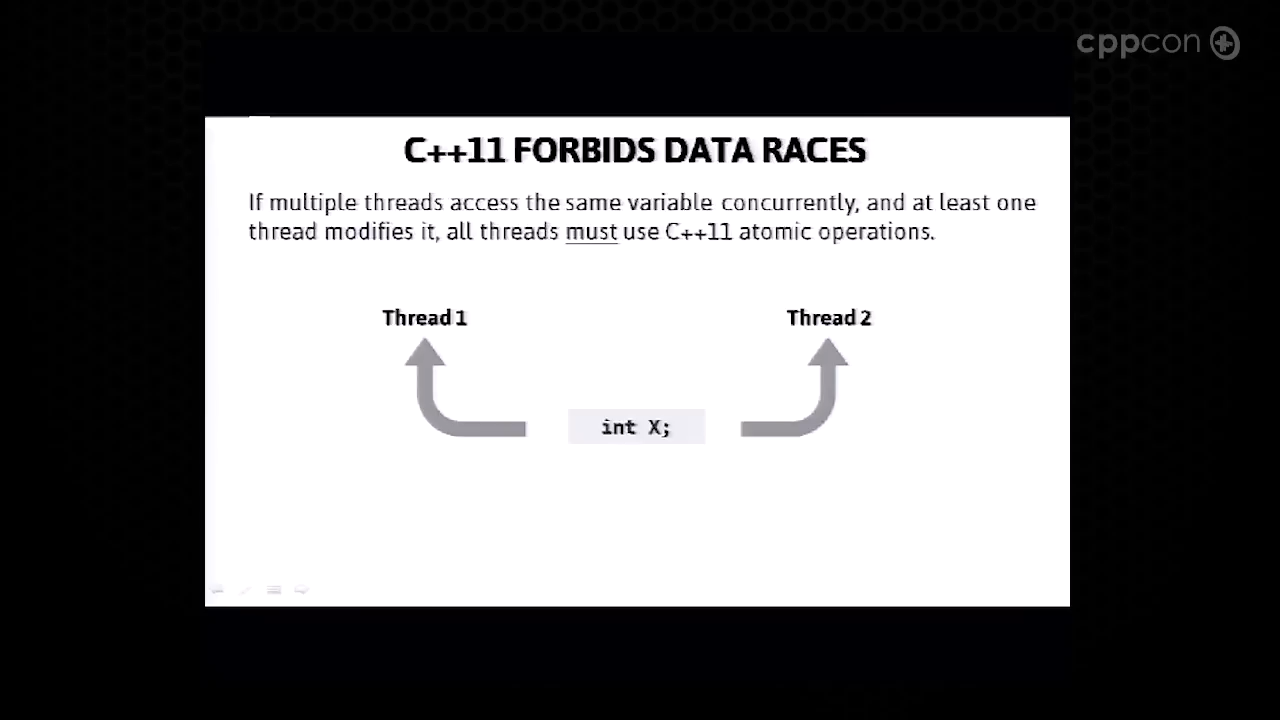 cppcon
C++11 FORBIDS DATA RACES
If multiple threads access the same variable concurrently, and at least one
thread modifies it, all threads must use C++11 atomic operations.
Thread 1
Thread 2
int X;